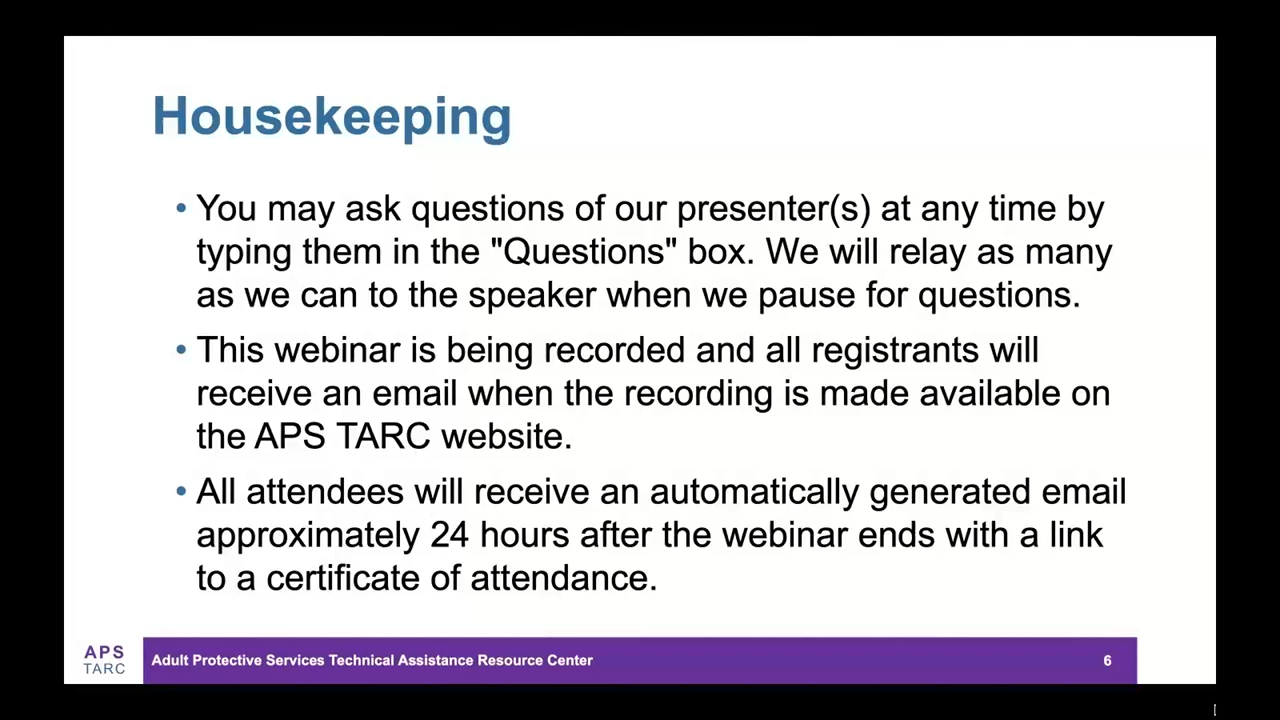 Housekeeping
• You may ask questions of our presenter(s) at any time by
typing them in the "Questions" box. We will relay as many
as we can to the speaker when we pause for questions.
• This webinar is being recorded and all registrants will
receive an email when the recording is made available on
the APS TARC website.
• All attendees will receive an automatically generated email
approximately 24 hours after the webinar ends with a link
to a certificate of attendance.
APS
TARC
Adult Protective Services Technical Assistance Resource Center
6